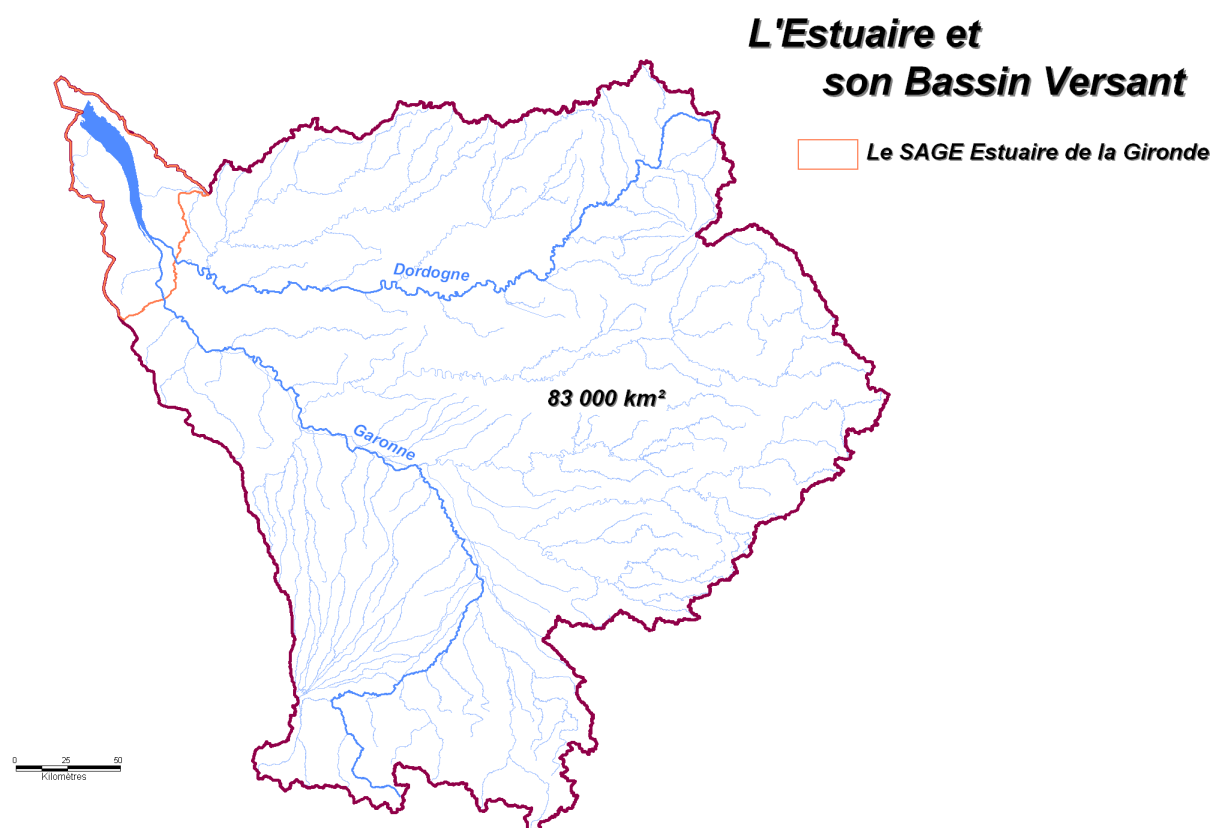 L'Estuaire et
son Bassin Versant
Le SAGE Estuaire de la Gironde
Dordogne
83 000 km²
Garonne
0 25 50
Kilomètres